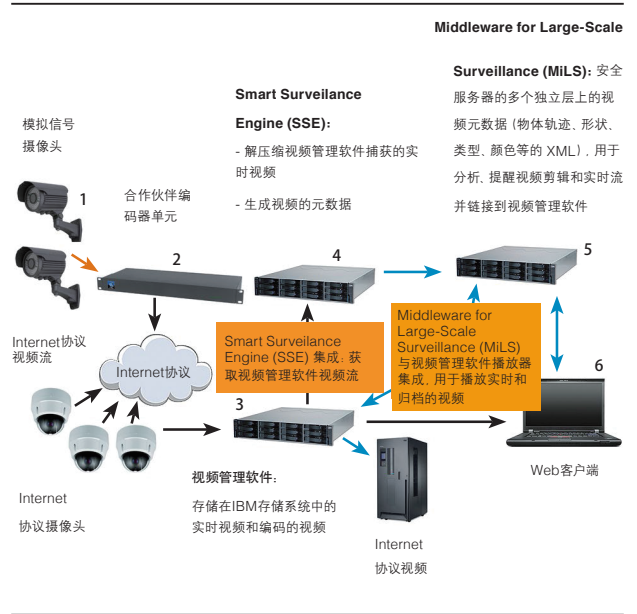 Middleware for Large-Scale
Surveillance (MiLS): 安全
服务器的多个独立层上的视
频元数据 (物体轨迹、形状、
类型、颜色等的 XML) , 用于
分析、提醒视频剪辑和实时流
并链接到视频管理软件
Smart Surveilance
Engine (SSE):
- 解压缩视频管理软件捕获的实
时视频
- 生成视频的元数据
模拟信号
摄像头
1
合作伙伴编
码器单元
2
4
5
Internet协议
视频流
Internet协议
Smart Surveilance
Engine (SSE) 集成: 获
取视频管理软件视频流
Middleware for
Large-Scale
Surveillance (MiLS)
与视频管理软件播放器
集成, 用于播放实时和
归档的视频
6
3
Web客户端
视频管理软件:
存储在IBM存储系统中的
实时视频和编码的视频
Internet
协议摄像头
Internet
协议视频